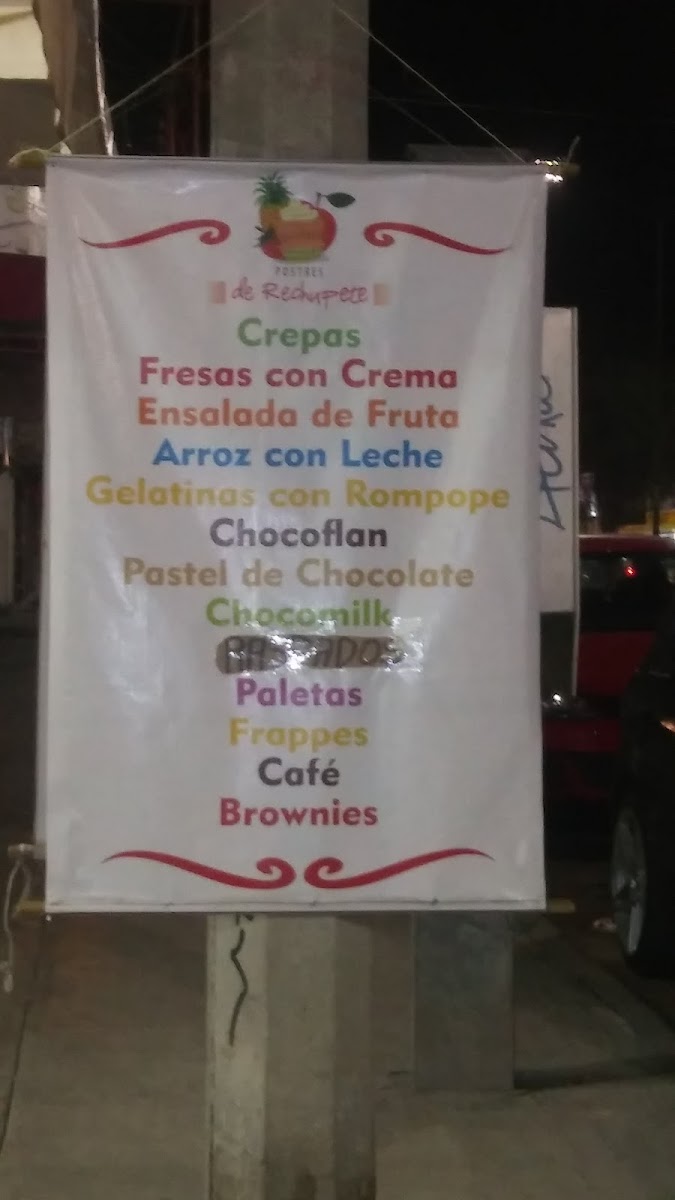 POSTRES
de Rechupete
Crepas
Fresas con Crema
Ensalada de Fruta
Arroz con Leche
Gelatinas con Rompope
Chocoflan
Pastel de Chocolate
Chocomilk
RASPADOS
Paletas
Frappes
Café
Brownies